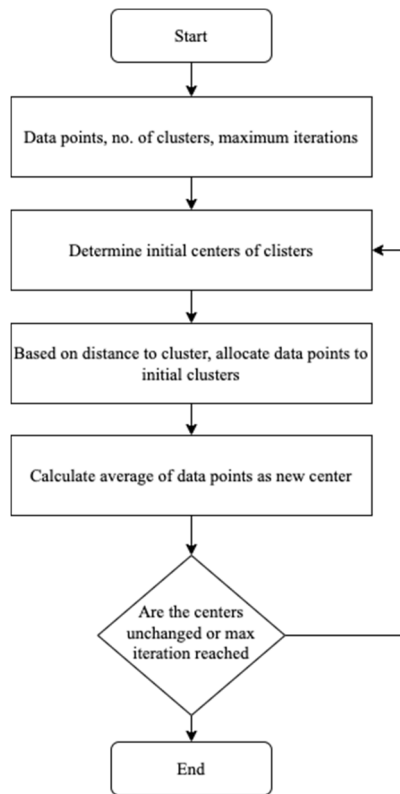 Start
Data points, no. of clusters, maximum iterations
Determine initial centers of clisters
Based on distance to cluster, allocate data points to
initial clusters
Calculate average of data points as new center
Are the centers
unchanged or max
iteration reached
End